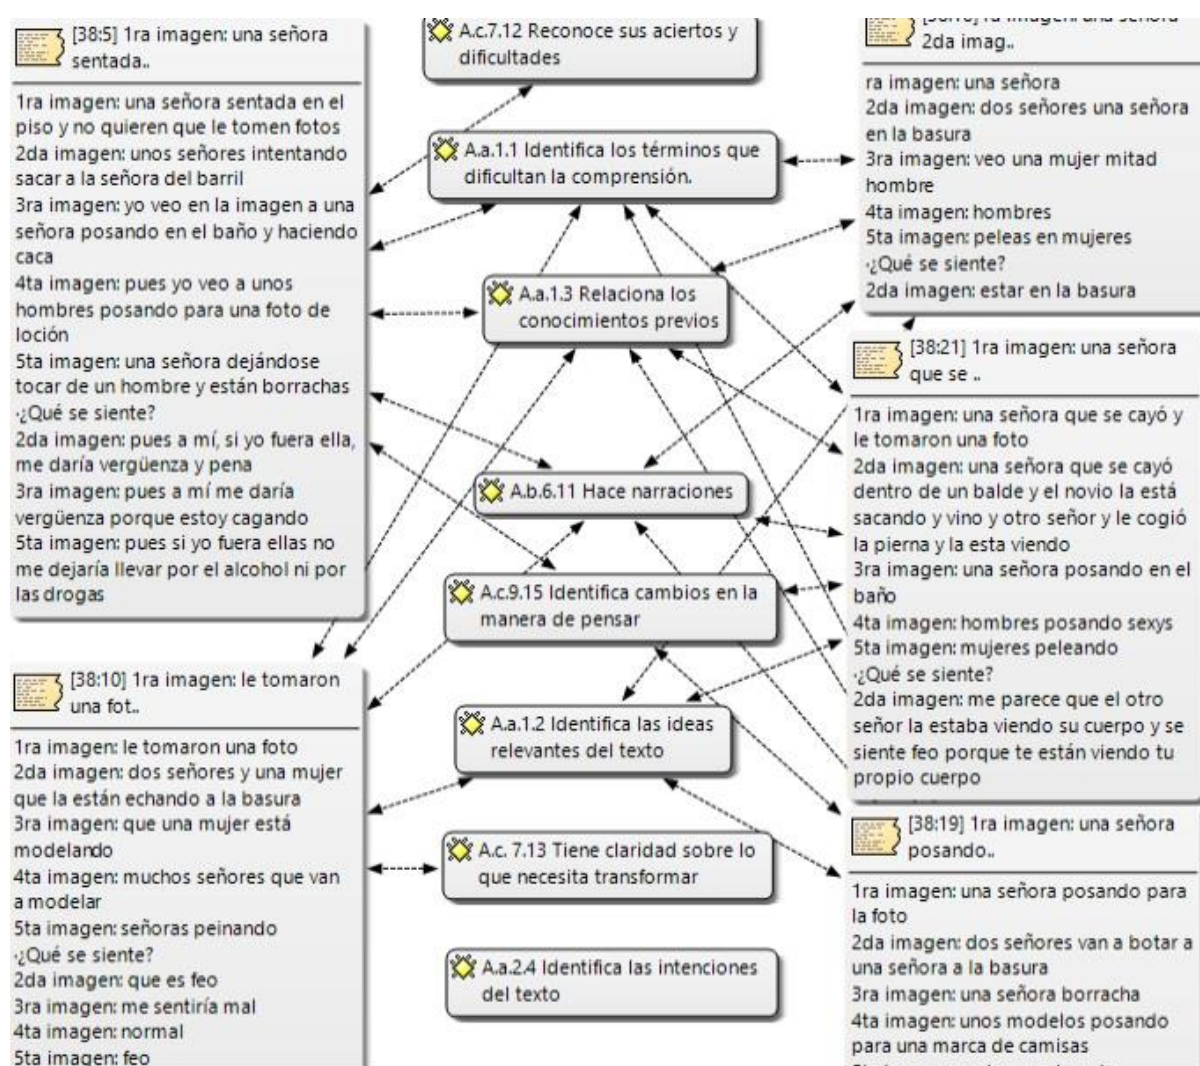 [38:5] 1ra imagen: una señora
sentada..
1ra imagen: una señora sentada en el
piso y no quieren que le tomen fotos
2da imagen: unos señores intentando
sacar a la señora del barril
3ra imagen: yo veo en la imagen a una
señora posando en el baño y haciendo
caca
4ta imagen: pues yo veo a unos
hombres posando para una foto de
loción
5ta imagen: una señora dejándose
tocar de un hombre y están borrachas
·¿Qué se siente?
2da imagen: pues a mí, si yo fuera ella,
me daría vergüenza y pena
3ra imagen: pues a mí me daría
vergüenza porque estoy cagando
5ta imagen: pues si yo fuera ellas no
me dejaría llevar por el alcohol ni por
las drogas
[38:10] 1ra imagen: le tomaron
una fot..
1ra imagen: le tomaron una foto
2da imagen: dos señores y una mujer
que la están echando a la basura
3ra imagen: que una mujer está
modelando
4ta imagen: muchos señores que van
a modelar
5ta imagen: señoras peinando
·¿Qué se siente?
2da imagen: que es feo
3ra imagen: me sentiría mal
4ta imagen: normal
5ta imagen: feo
A.c.7.12 Reconoce sus aciertos y
dificultades
A.a.1.1 Identifica los términos que
dificultan la comprensión.
A.a.1.3 Relaciona los
conocimientos previos
A.b.6.11 Hace narraciones
A.c.9.15 Identifica cambios en la
manera de pensar
A.a.1.2 Identifica las ideas
relevantes del texto
A.c. 7.13 Tiene claridad sobre lo
que necesita transformar
A.a.2.4 Identifica las intenciones
del texto
2da imag..
ra imagen: una señora
2da imagen: dos señores una señora
en la basura
3ra imagen: veo una mujer mitad
hombre
4ta imagen: hombres
5ta imagen: peleas en mujeres
·¿Qué se siente?
2da imagen: estar en la basura
[38:21] 1ra imagen: una señora
que se ..
1ra imagen: una señora que se cayó y
le tomaron una foto
2da imagen: una señora que se cayó
dentro de un balde y el novio la está
sacando y vino y otro señor y le cogió
la pierna y la esta viendo
3ra imagen: una señora posando en el
baño
4ta imagen: hombres posando sexys
5ta imagen: mujeres peleando
·¿Qué se siente?
2da imagen: me parece que el otro
señor la estaba viendo su cuerpo y se
siente feo porque te están viendo tu
propio cuerpo
[38:19] 1ra imagen: una señora
posando..
1ra imagen: una señora posando para
la foto
2da imagen: dos señores van a botar a
una señora a la basura
3ra imagen: una señora borracha
4ta imagen: unos modelos posando
para una marca de camisas